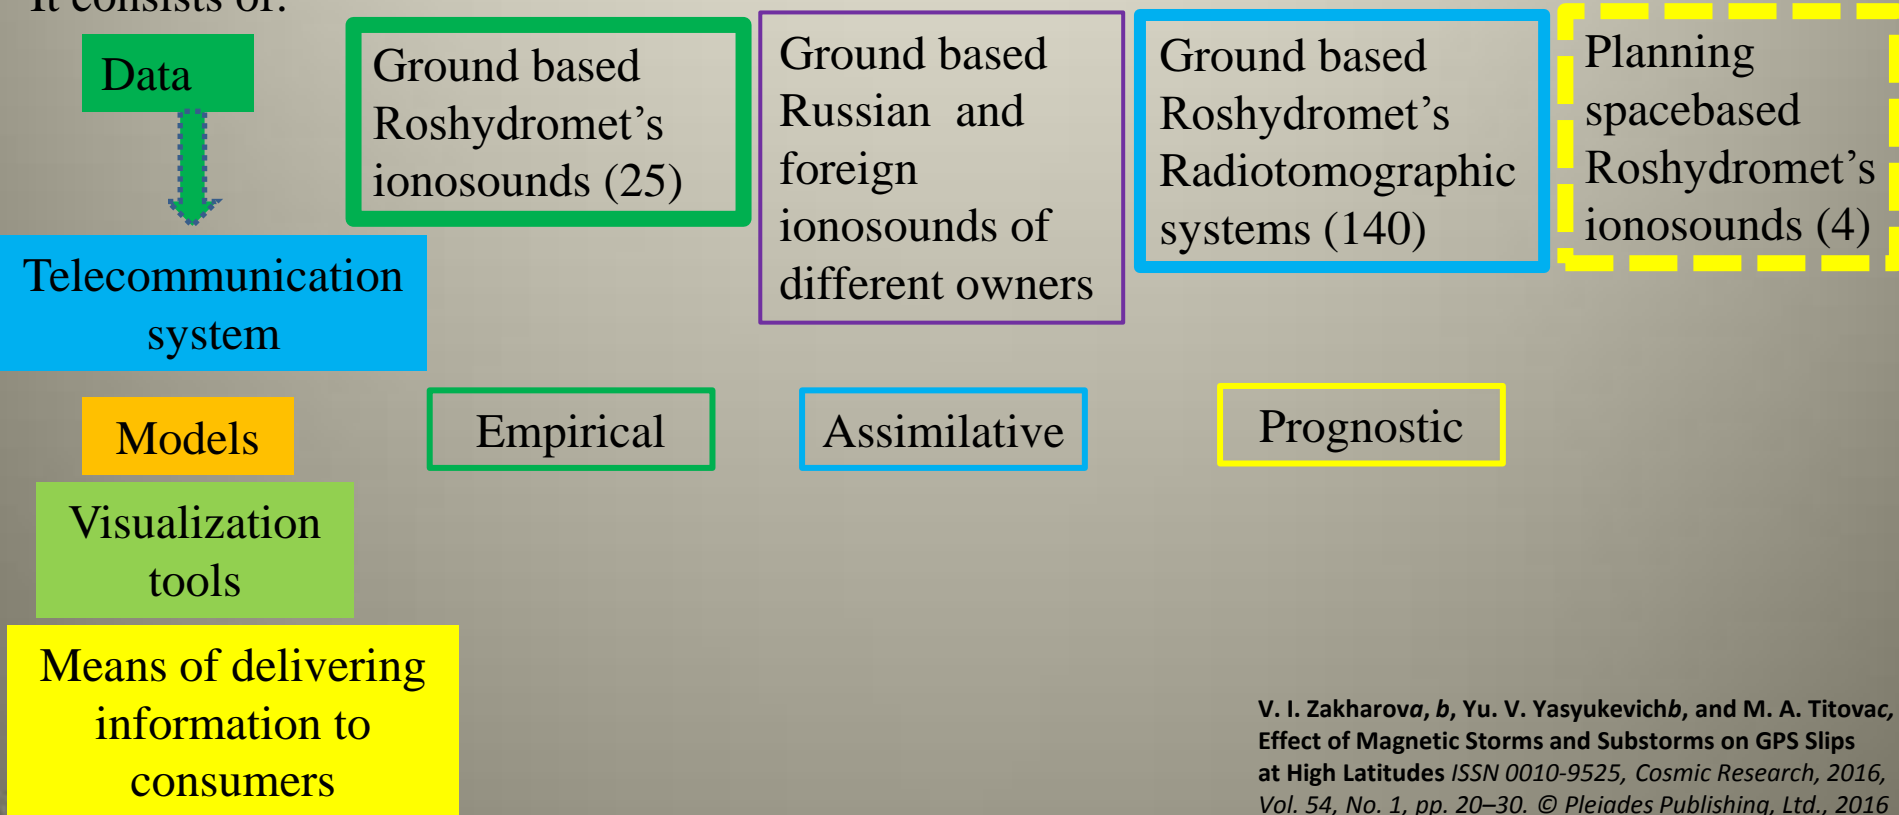 It consists of:
Data
Ground based
Roshydromet's
ionosounds (25)
Ground based
Russian and
foreign
ionosounds of
different owners
Ground based
Roshydromet's
Radiotomographic
systems (140)
Planning
spacebased
Roshydromet's
ionosounds (4)
Telecommunication
system
Models
Empirical
Assimilative
Prognostic
Visualization
tools
Means of delivering
information to
consumers
V. I. Zakharova, b, Yu. V. Yasyukevichb, and M. A. Titovac,
Effect of Magnetic Storms and Substorms on GPS Slips
at High Latitudes ISSN 0010-9525, Cosmic Research, 2016,
Vol. 54, No. 1, pp. 20–30. © Pleiades Publishing, Ltd., 2016